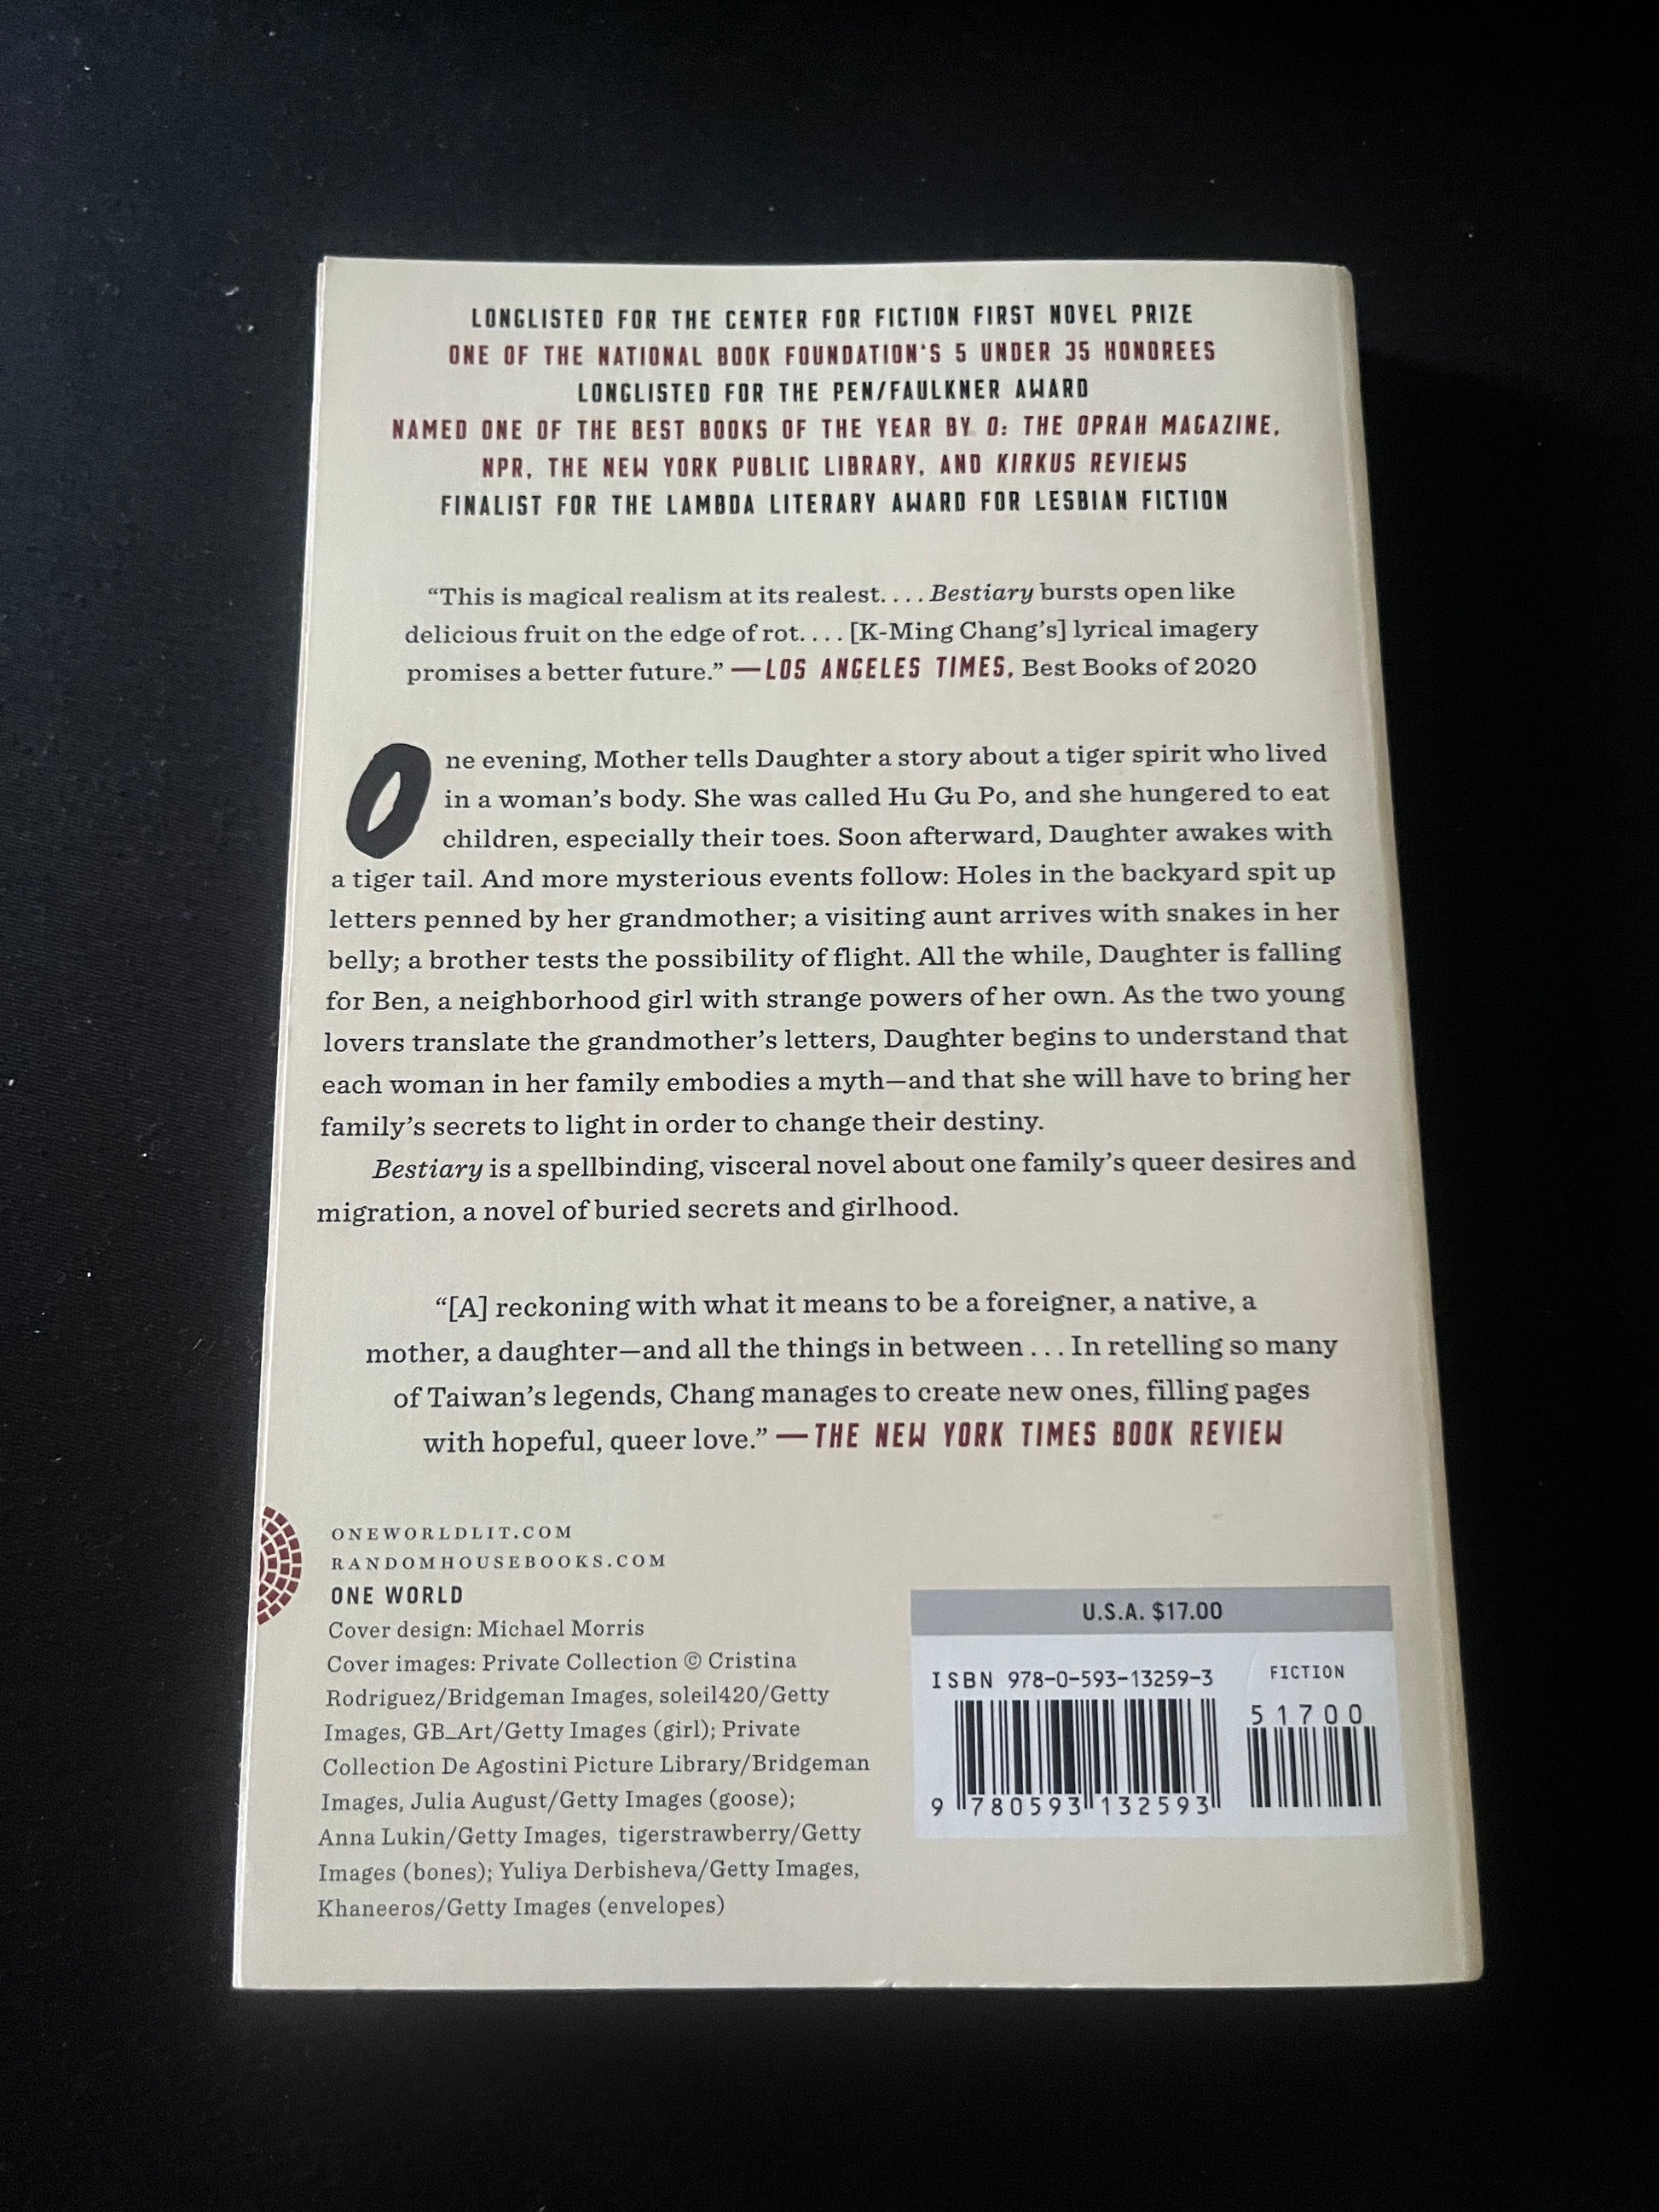 LONGLISTED FOR THE CENTER FOR FICTION FIRST NOVEL PRIZE
ONE OF THE NATIONAL BOOK FOUNDATION'S 5 UNDER 35 HONOREES
LONGLISTED FOR THE PEN/FAULKNER AWARD
NAMED ONE OF THE BEST BOOKS OF THE YEAR BY O: THE OPRAH MAGAZINE,
NPR, THE NEW YORK PUBLIC LIBRARY, AND KIRKUS REVIEWS
FINALIST FOR THE LAMBDA LITERARY AWARD FOR LESBIAN FICTION
“This is magical realism at its realest. . . . Bestiary bursts open like
delicious fruit on the edge of rot. . . . [K-Ming Chang’s] lyrical imagery
promises a better future.” —LOS ANGELES TIMES, Best Books of 2020
One evening, Mother tells Daughter a story about a tiger spirit who lived
in a woman’s body. She was called Hu Gu Po, and she hungered to eat
children, especially their toes. Soon afterward, Daughter awakes with
a tiger tail. And more mysterious events follow: Holes in the backyard spit up
letters penned by her grandmother; a visiting aunt arrives with snakes in her
belly; a brother tests the possibility of flight. All the while, Daughter is falling
for Ben, a neighborhood girl with strange powers of her own. As the two young
lovers translate the grandmother’s letters, Daughter begins to understand that
each woman in her family embodies a myth—and that she will have to bring her
family’s secrets to light in order to change their destiny.
Bestiary is a spellbinding, visceral novel about one family’s queer desires and
migration, a novel of buried secrets and girlhood.
“[A] reckoning with what it means to be a foreigner, a native, a
mother, a daughter—and all the things in between . . . In retelling so many
of Taiwan’s legends, Chang manages to create new ones, filling pages
with hopeful, queer love.” —THE NEW YORK TIMES BOOK REVIEW
ONEWORLDLIT.COM
RANDOMHOUSEBOOKS.COM
ONE WORLD
Cover design: Michael Morris
Cover images: Private Collection © Cristina
Rodriguez/Bridgeman Images, soleil420/Getty
Images, GB_Art/Getty Images (girl); Private
Collection De Agostini Picture Library/Bridgeman
Images, Julia August/Getty Images (goose);
Anna Lukin/Getty Images, tigerstrawberry/Getty
Images (bones); Yuliya Derbisheva/Getty Images,
Khaneeros/Getty Images (envelopes)
U.S.A. $17.00
ISBN 978-0-593-13259-3
FICTION
51700
9 780593 132593